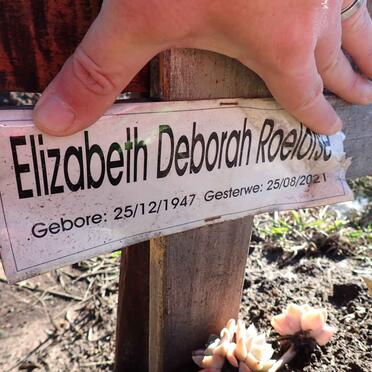 Elizabeth Deborah Roelofse
Gebore: 25/12/1947 Gesterwe: 25/08/2021